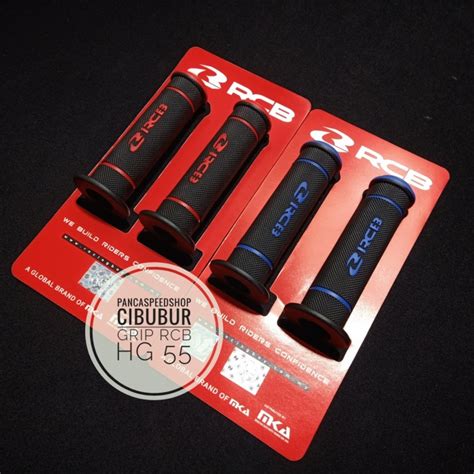 RCB
RCB
RCB
RCB
RCB
RCB
WE BUILD RIDERS CONFIDENCE
WE BUILD RIDERS CONFIDENCE
A GLOBAL BRAND OF MKA
GLOBAL BRAND OF MKA
MKA
PANCASPEEDSHOP
CIBUBUR
GRIP RCB
HG 55